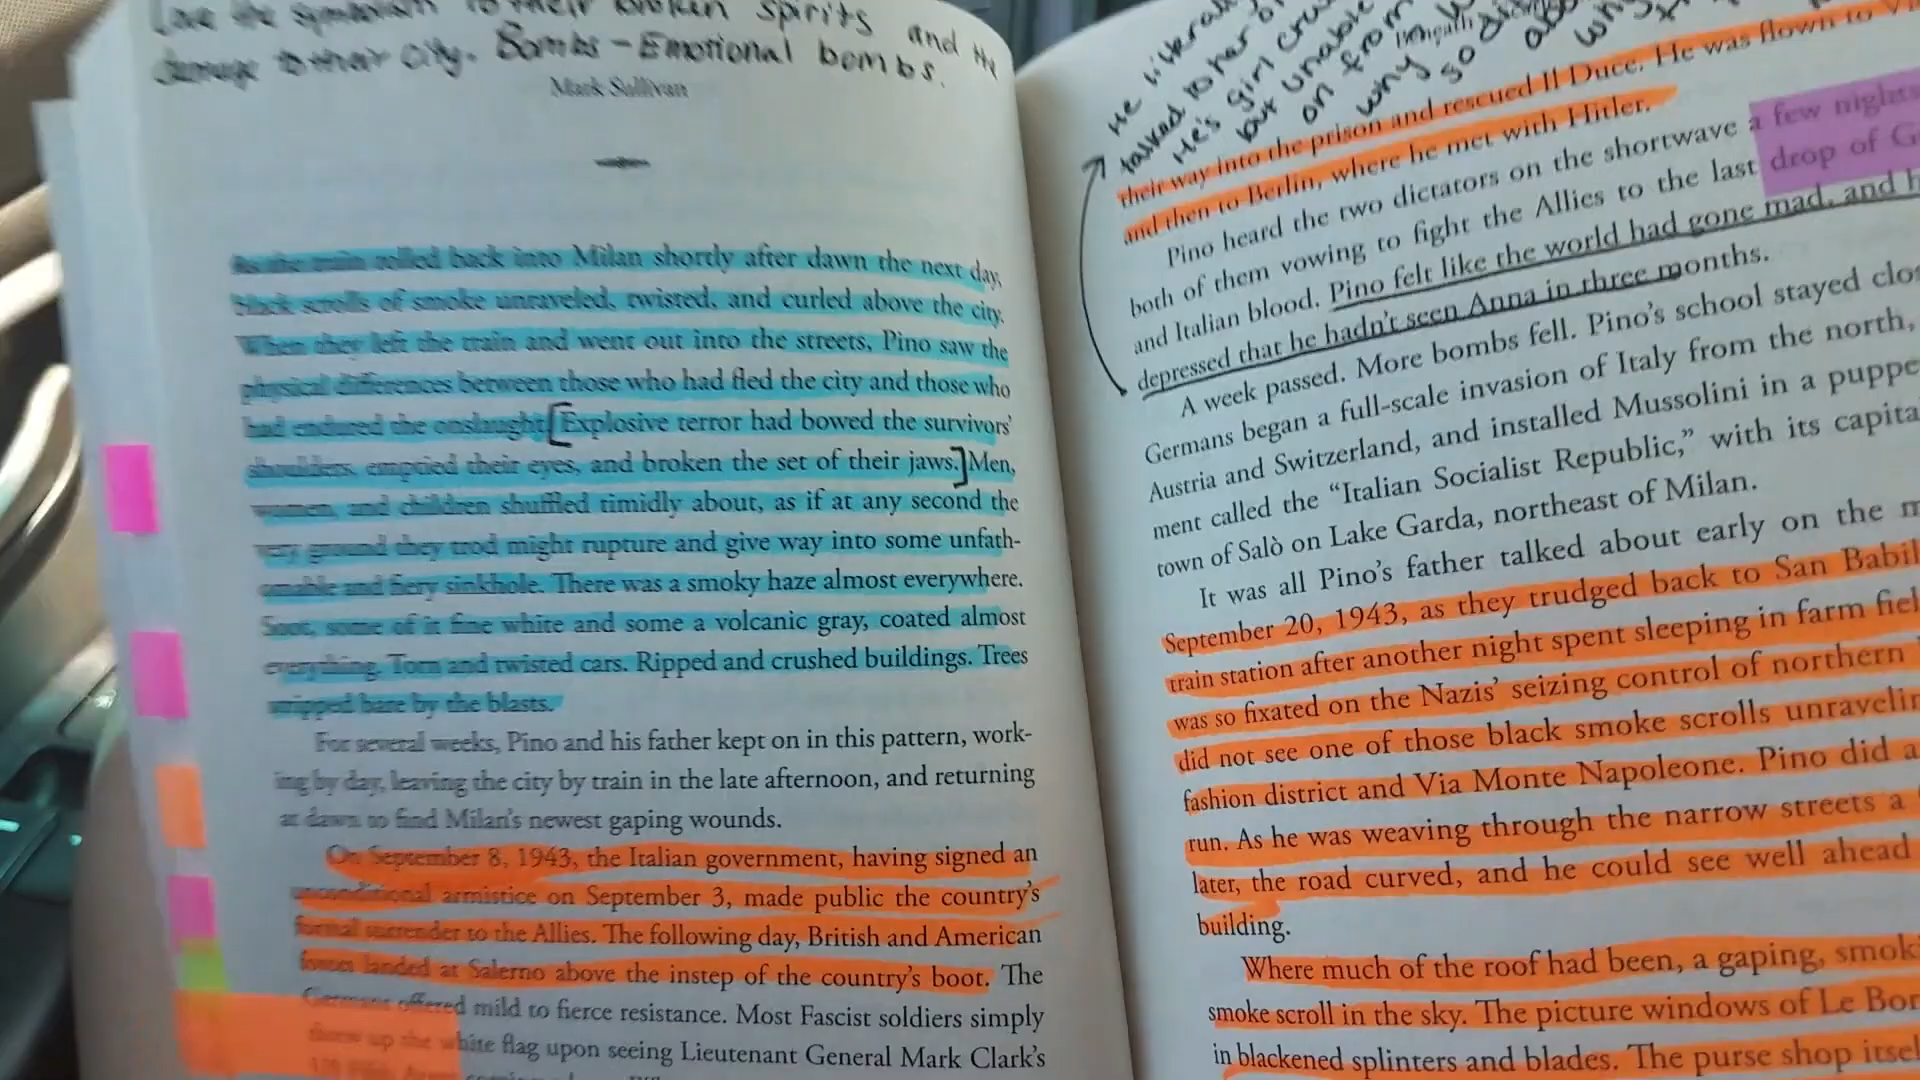 Love the symbolism to their broken spirits and the
damage to their city. Bombs – Emotional bombs.
Mark Sullivan
As the train rolled back into Milan shortly after dawn the next day,
black scrolls of smoke unraveled, twisted, and curled above the city.
When they left the train and went out into the streets, Pino saw the
physical differences between those who had fled the city and those who
had endured the onslaught. [Explosive terror had bowed the survivors'
shoulders, emptied their eyes, and broken the set of their jaws.] Men,
women, and children shuffled timidly about, as if at any second the
very ground they trod might rupture and give way into some unfath-
omable and fiery sinkhole. There was a smoky haze almost everywhere.
Soot, some of it fine white and some a volcanic gray, coated almost
everything. Torn and twisted cars. Ripped and crushed buildings. Trees
stripped bare by the blasts.
For several weeks, Pino and his father kept on in this pattern, work-
ing by day, leaving the city by train in the late afternoon, and returning
at dawn to find Milan's newest gaping wounds.
On September 8, 1943, the Italian government, having signed an
unconditional armistice on September 3, made public the country's
formal surrender to the Allies. The following day, British and American
forces landed at Salerno above the instep of the country's boot. The
Germans offered mild to fierce resistance. Most Fascist soldiers simply
threw up the white flag upon seeing Lieutenant General Mark Clark's
He literally
talked to her
He's girl
but unable
on from
why
so
their way into the prison and rescued Il Duce. He was flown to
and then to Berlin, where he met with Hitler.
Pino heard the two dictators on the shortwave a few nights
both of them vowing to fight the Allies to the last drop of
and Italian blood. Pino felt like the world had gone mad, and
depressed that he hadn't seen Anna in three months.
A week passed. More bombs fell. Pino's school stayed
Germans began a full-scale invasion of Italy from the north,
Austria and Switzerland, and installed Mussolini in a
ment called the “Italian Socialist Republic,” with its
town of Salò on Lake Garda, northeast of Milan.
It was all Pino's father talked about early on the
September 20, 1943, as they trudged back to San
train station after another night spent sleeping in farm
was so fixated on the Nazis' seizing control of northern
did not see one of those black smoke scrolls
fashion district and Via Monte Napoleone. Pino did
run. As he was weaving through the narrow streets a
later, the road curved, and he could see well ahead
building.
Where much of the roof had been, a gaping,
smoke scroll in the sky. The picture windows of Le
in blackened splinters and blades. The purse shop